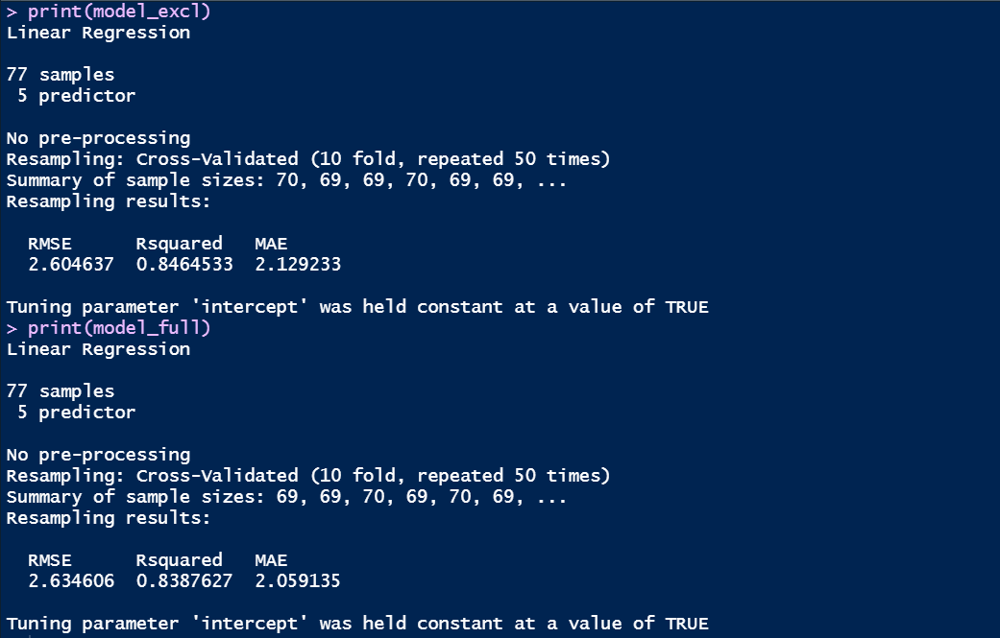 > print(model_excl)
Linear Regression
77 samples
5 predictor
No pre-processing
Resampling: Cross-Validated (10 fold, repeated 50 times)
Summary of sample sizes: 70, 69, 69, 70, 69, 69, ...
Resampling results:
RMSE Rsquared MAE
2.604637 0.8464533 2.129233
Tuning parameter 'intercept' was held constant at a value of TRUE
> print(model_full)
Linear Regression
77 samples
5 predictor
No pre-processing
Resampling: Cross-Validated (10 fold, repeated 50 times)
Summary of sample sizes: 69, 69, 70, 69, 70, 69, ...
Resampling results:
RMSE Rsquared MAE
2.634606 0.8387627 2.059135
Tuning parameter 'intercept' was held constant at a value of TRUE